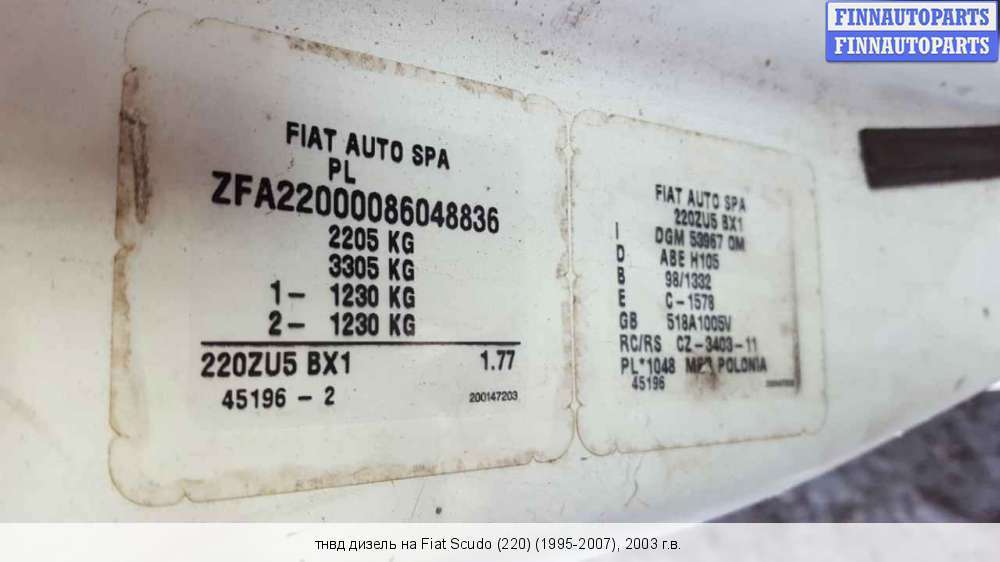 FINNAUTOPARTS
FINNAUTOPARTS
FIAT AUTO SPA
PL
ZFA22000086048836
2205 KG
3305 KG
1- 1230 KG
2- 1230 KG
220ZU5 BX1 1.77
45196 - 2 200147203
FIAT AUTO SPA
220ZU5 BX1
I DGM 53967 OM
D ABE H105
B 98/1332
E C-1578
GB 518A1005V
RC/RS CZ-3403-11
PL*1048 POLONIA
45196
тнвд дизель на Fiat Scudo (220) (1995-2007), 2003 г.в.